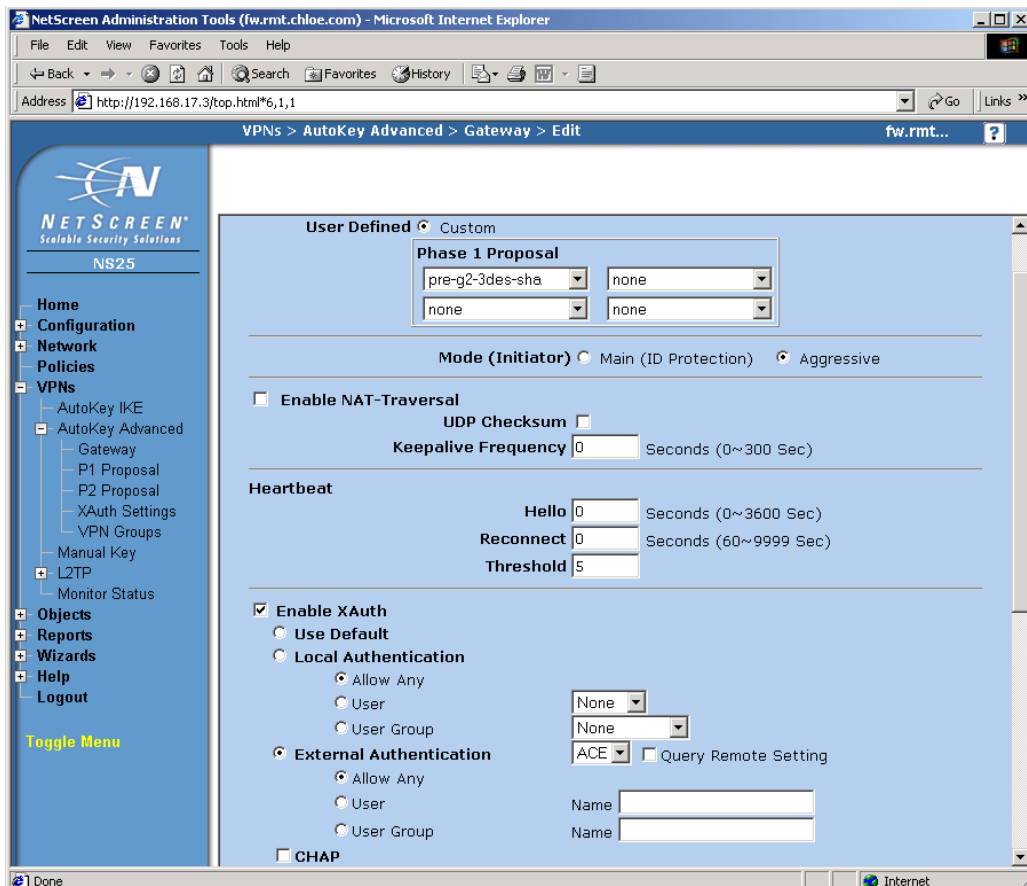 NetScreen Administration Tools (fw.rmt.chloe.com) - Microsoft Internet Explorer
File Edit View Favorites Tools Help
Back Search Favorites History
Address http://192.168.17.3/top.html*6,1,1 Go Links »
VPNs > AutoKey Advanced > Gateway > Edit fw.rmt... ?
N
NETSCREEN
Scalable Security Solutions
NS25
Home
Configuration
Network
Policies
VPNs
AutoKey IKE
AutoKey Advanced
Gateway
P1 Proposal
P2 Proposal
XAuth Settings
VPN Groups
Manual Key
L2TP
Monitor Status
Objects
Reports
Wizards
Help
Logout
Toggle Menu
User Defined Custom
Phase 1 Proposal
pre-g2-3des-sha none
none none
Mode (Initiator) Main (ID Protection) Aggressive
Enable NAT-Traversal
UDP Checksum
Keepalive Frequency 0 Seconds (0~300 Sec)
Heartbeat
Hello 0 Seconds (0~3600 Sec)
Reconnect 0 Seconds (60~9999 Sec)
Threshold 5
Enable XAuth
Use Default
Local Authentication
Allow Any
User None
User Group None
External Authentication ACE Query Remote Setting
Allow Any
User Name
User Group Name
CHAP
Done Internet